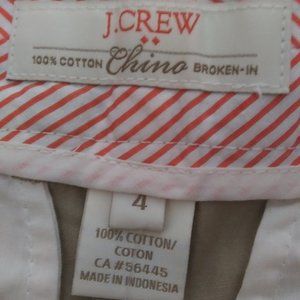 J.CREW
100% COTTON Chino BROKEN-IN
4
100% COTTON/
COTON
CA #56445
MADE IN INDONESIA